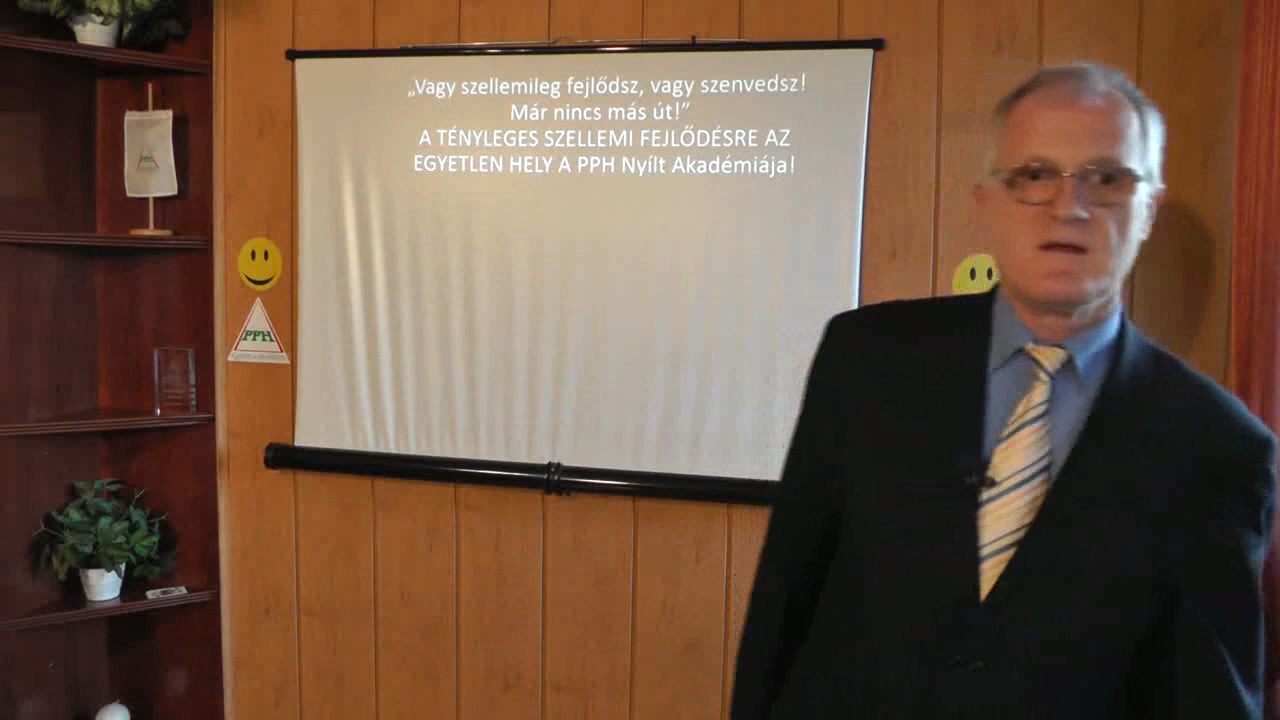 „Vagy szellemileg fejlődsz, vagy szenvedsz!
Már nincs más út!”
A TÉNYLEGES SZELLEMI FEJLŐDÉSRE AZ
EGYETLEN HELY A PPH Nyílt Akadémiája!
PPH